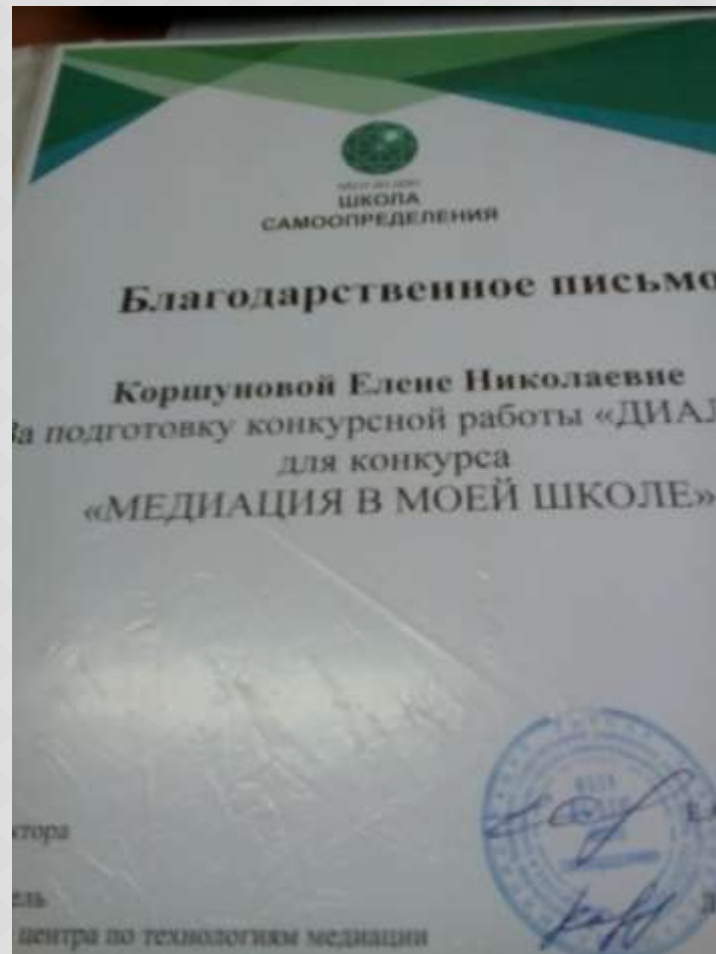 ШКОЛА
САМООПРЕДЕЛЕНИЯ
Благодарственное письмо
Коршуновой Елене Николаевне
За подготовку конкурсной работы «ДИАЛ
для конкурса
«МЕДИАЦИЯ В МОЕЙ ШКОЛЕ»
ктора
ель
центра по технологиям медиации